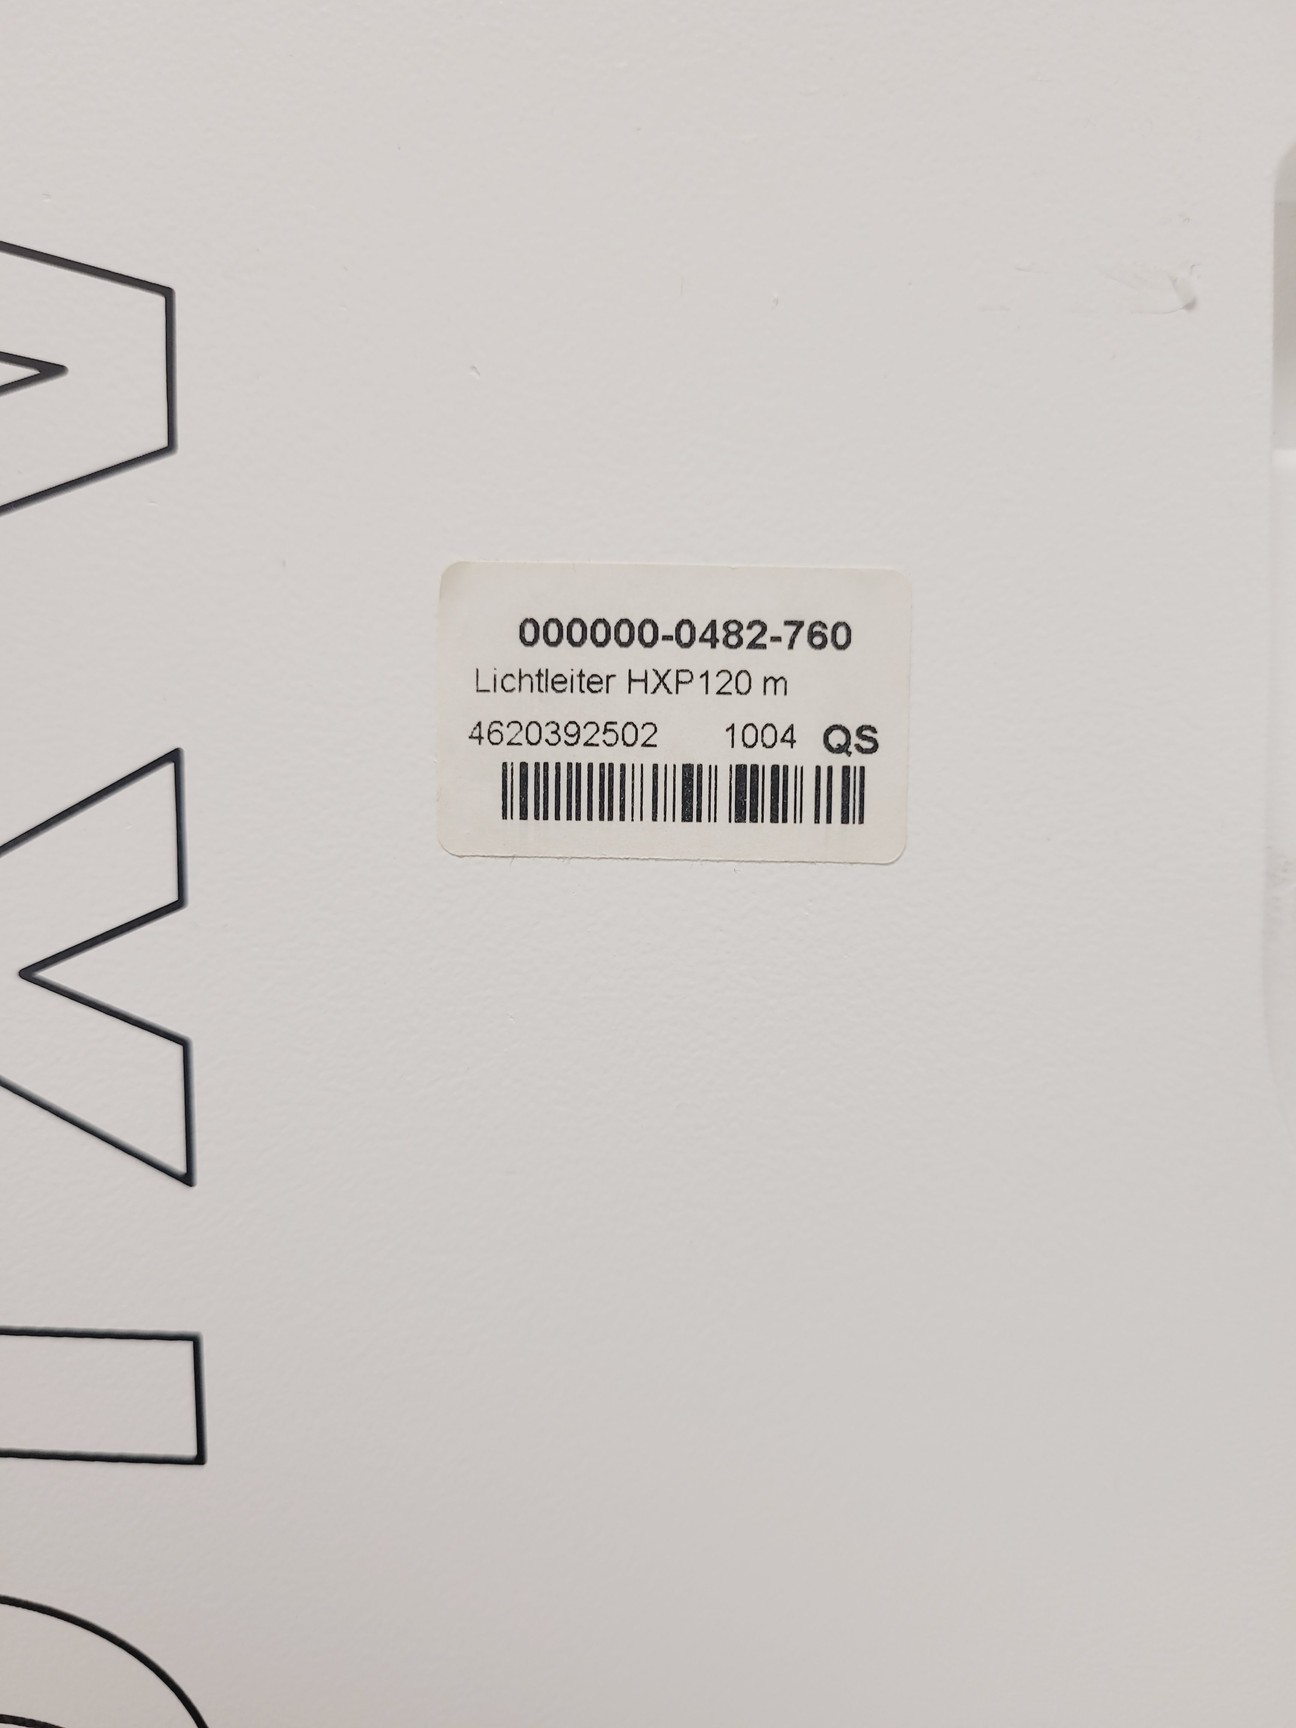 000000-0482-760
Lichtleiter HXP120 m
4620392502 1004 QS